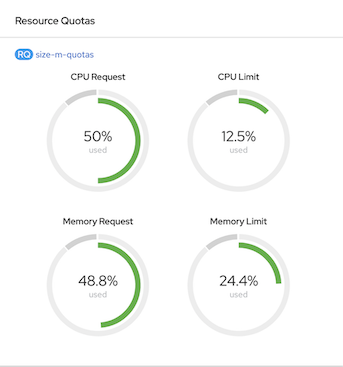 Resource Quotas
RQ size-m-quotas
CPU Request
CPU Limit
50%
used
12.5%
used
Memory Request
Memory Limit
48.8%
used
24.4%
used